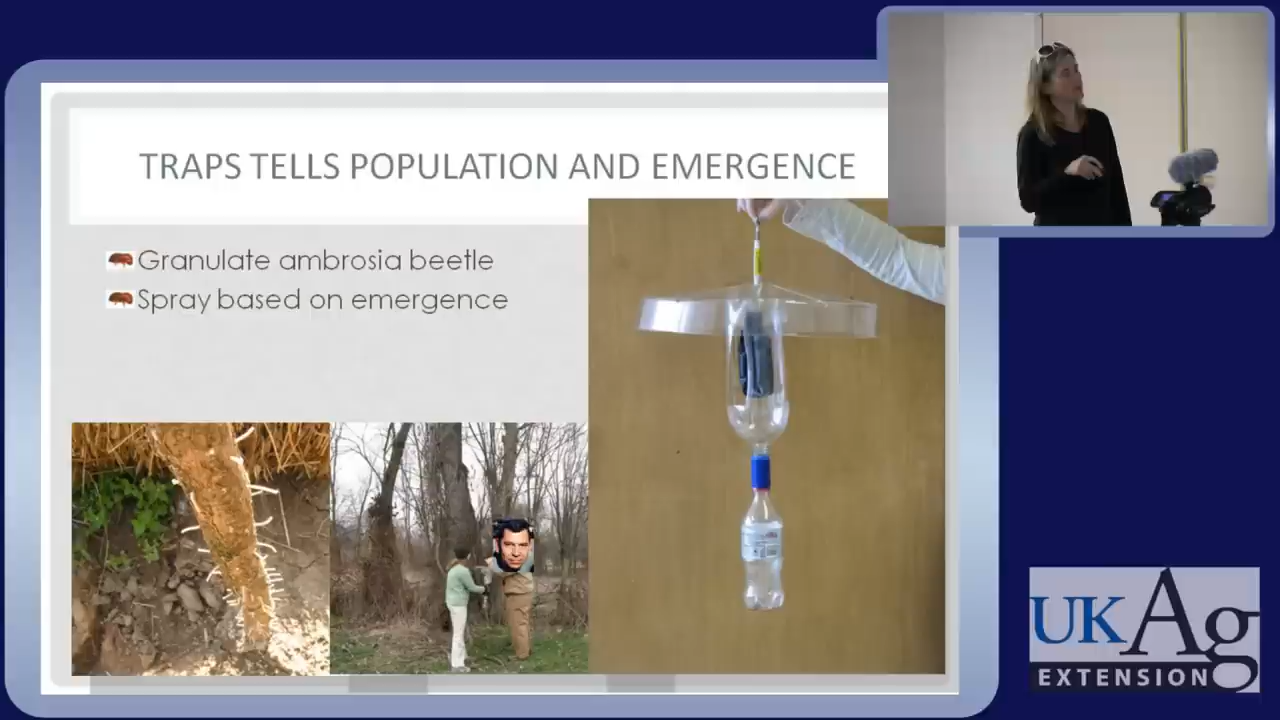 TRAPS TELLS POPULATION AND EMERGENCE
Granulate ambrosia beetle
Spray based on emergence
UKAg
EXTENSION